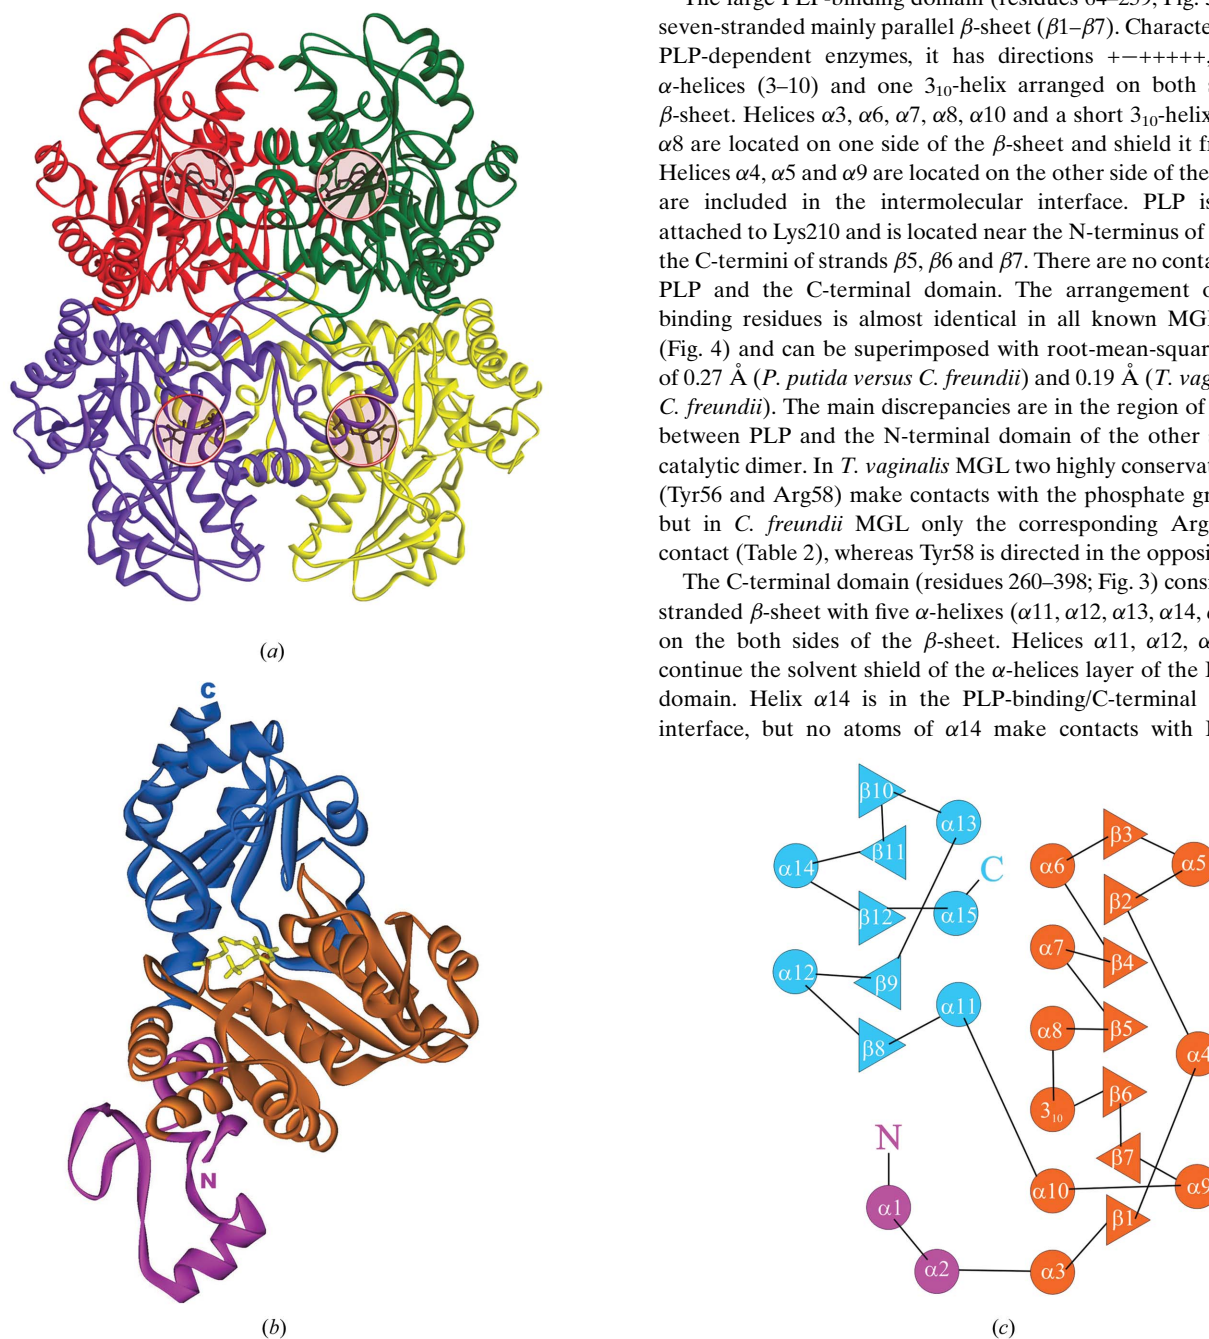 The large PLP-binding domain (residues 64–259; Fig. 3
seven-stranded mainly parallel β-sheet (β1–β7). Characte
PLP-dependent enzymes, it has directions +−+++++,
α-helices (3–10) and one 3₁₀-helix arranged on both s
β-sheet. Helices α3, α6, α7, α8, α10 and a short 3₁₀-helix
α8 are located on one side of the β-sheet and shield it fr
Helices α4, α5 and α9 are located on the other side of the
are included in the intermolecular interface. PLP is
attached to Lys210 and is located near the N-terminus of
the C-termini of strands β5, β6 and β7. There are no conta
PLP and the C-terminal domain. The arrangement o
binding residues is almost identical in all known MGL
(Fig. 4) and can be superimposed with root-mean-squar
of 0.27 Å (P. putida versus C. freundii) and 0.19 Å (T. vag
C. freundii). The main discrepancies are in the region of
between PLP and the N-terminal domain of the other s
catalytic dimer. In T. vaginalis MGL two highly conservat
(Tyr56 and Arg58) make contacts with the phosphate gr
but in C. freundii MGL only the corresponding Arg
contact (Table 2), whereas Tyr58 is directed in the opposi
The C-terminal domain (residues 260–398; Fig. 3) consi
stranded β-sheet with five α-helixes (α11, α12, α13, α14,
on the both sides of the β-sheet. Helices α11, α12, α
continue the solvent shield of the α-helices layer of the
domain. Helix α14 is in the PLP-binding/C-terminal
interface, but no atoms of α14 make contacts with
(a)
C
N
(b)
β10
α13
β11
α14
C
β12
α15
α12
β9
α11
β8
β3
α6
α5
β2
α7
β4
α8
β5
α4
β6
3₁₀
β7
α10
α9
β1
N
α1
α2
α3
(c)